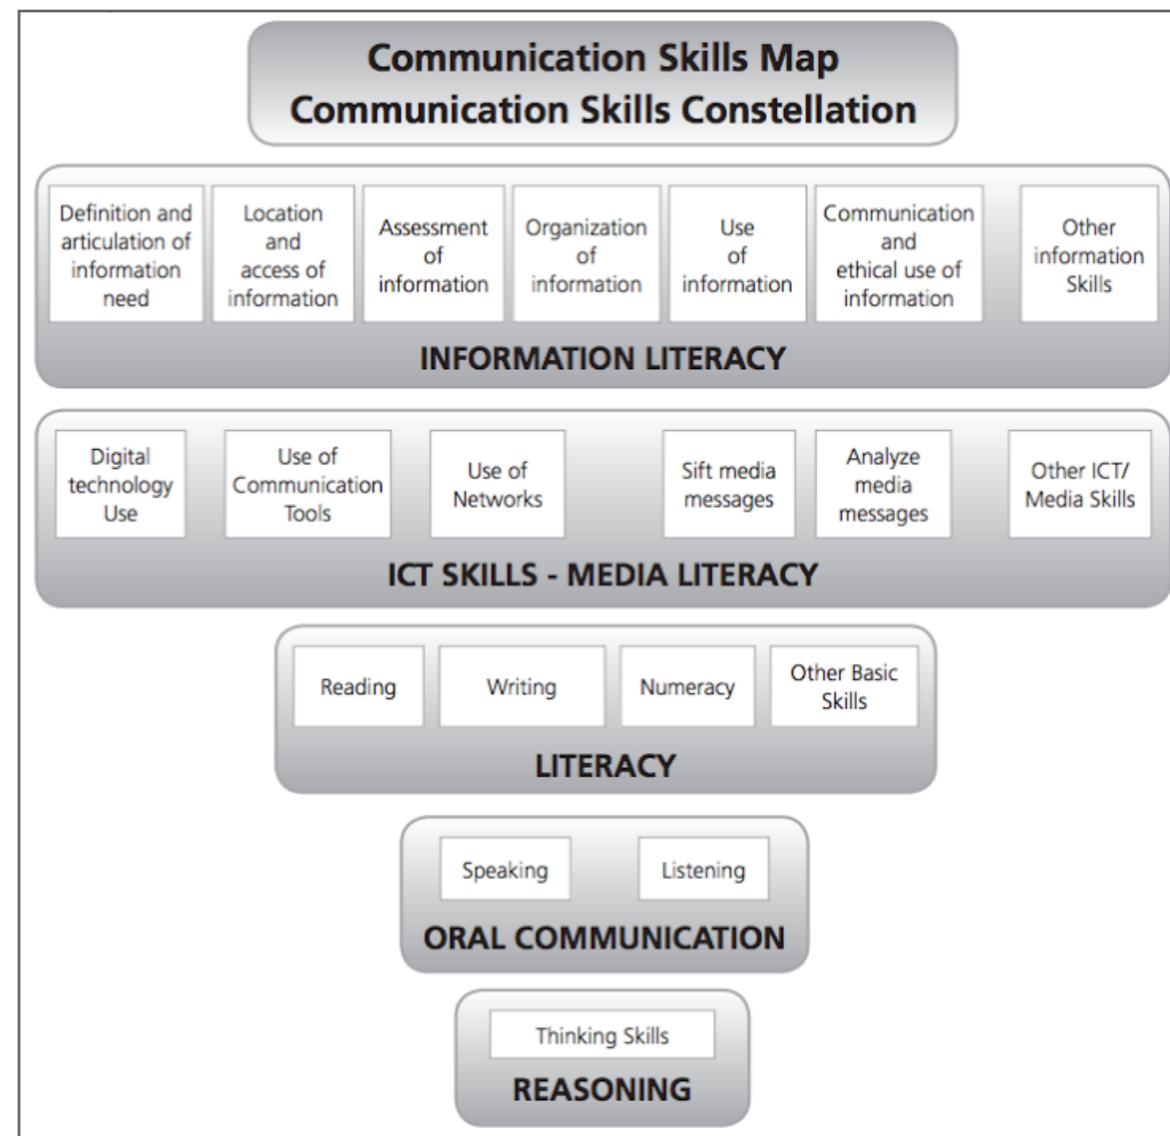 Communication Skills Map
Communication Skills Constellation
Definition and
articulation of
information
need
Location
and
access of
information
Assessment
of
information
Organization
of
information
Use
of
information
Communication
and
ethical use of
information
Other
information
Skills
INFORMATION LITERACY
Digital
technology
Use
Use of
Communication
Tools
Use of
Networks
Sift media
messages
Analyze
media
messages
Other ICT/
Media Skills
ICT SKILLS - MEDIA LITERACY
Reading
Writing
Numeracy
Other Basic
Skills
LITERACY
Speaking
Listening
ORAL COMMUNICATION
Thinking Skills
REASONING